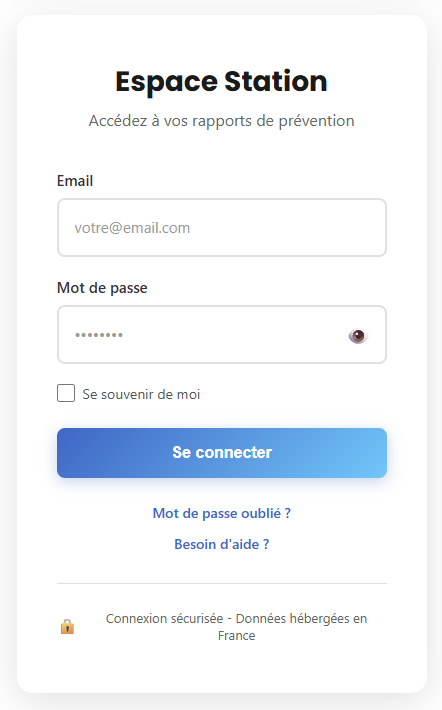 Espace Station
Accédez à vos rapports de prévention
Email
votre@email.com
Mot de passe
••••••••
Se souvenir de moi
Se connecter
Mot de passe oublié ?
Besoin d'aide ?
Connexion sécurisée - Données hébergées en
France